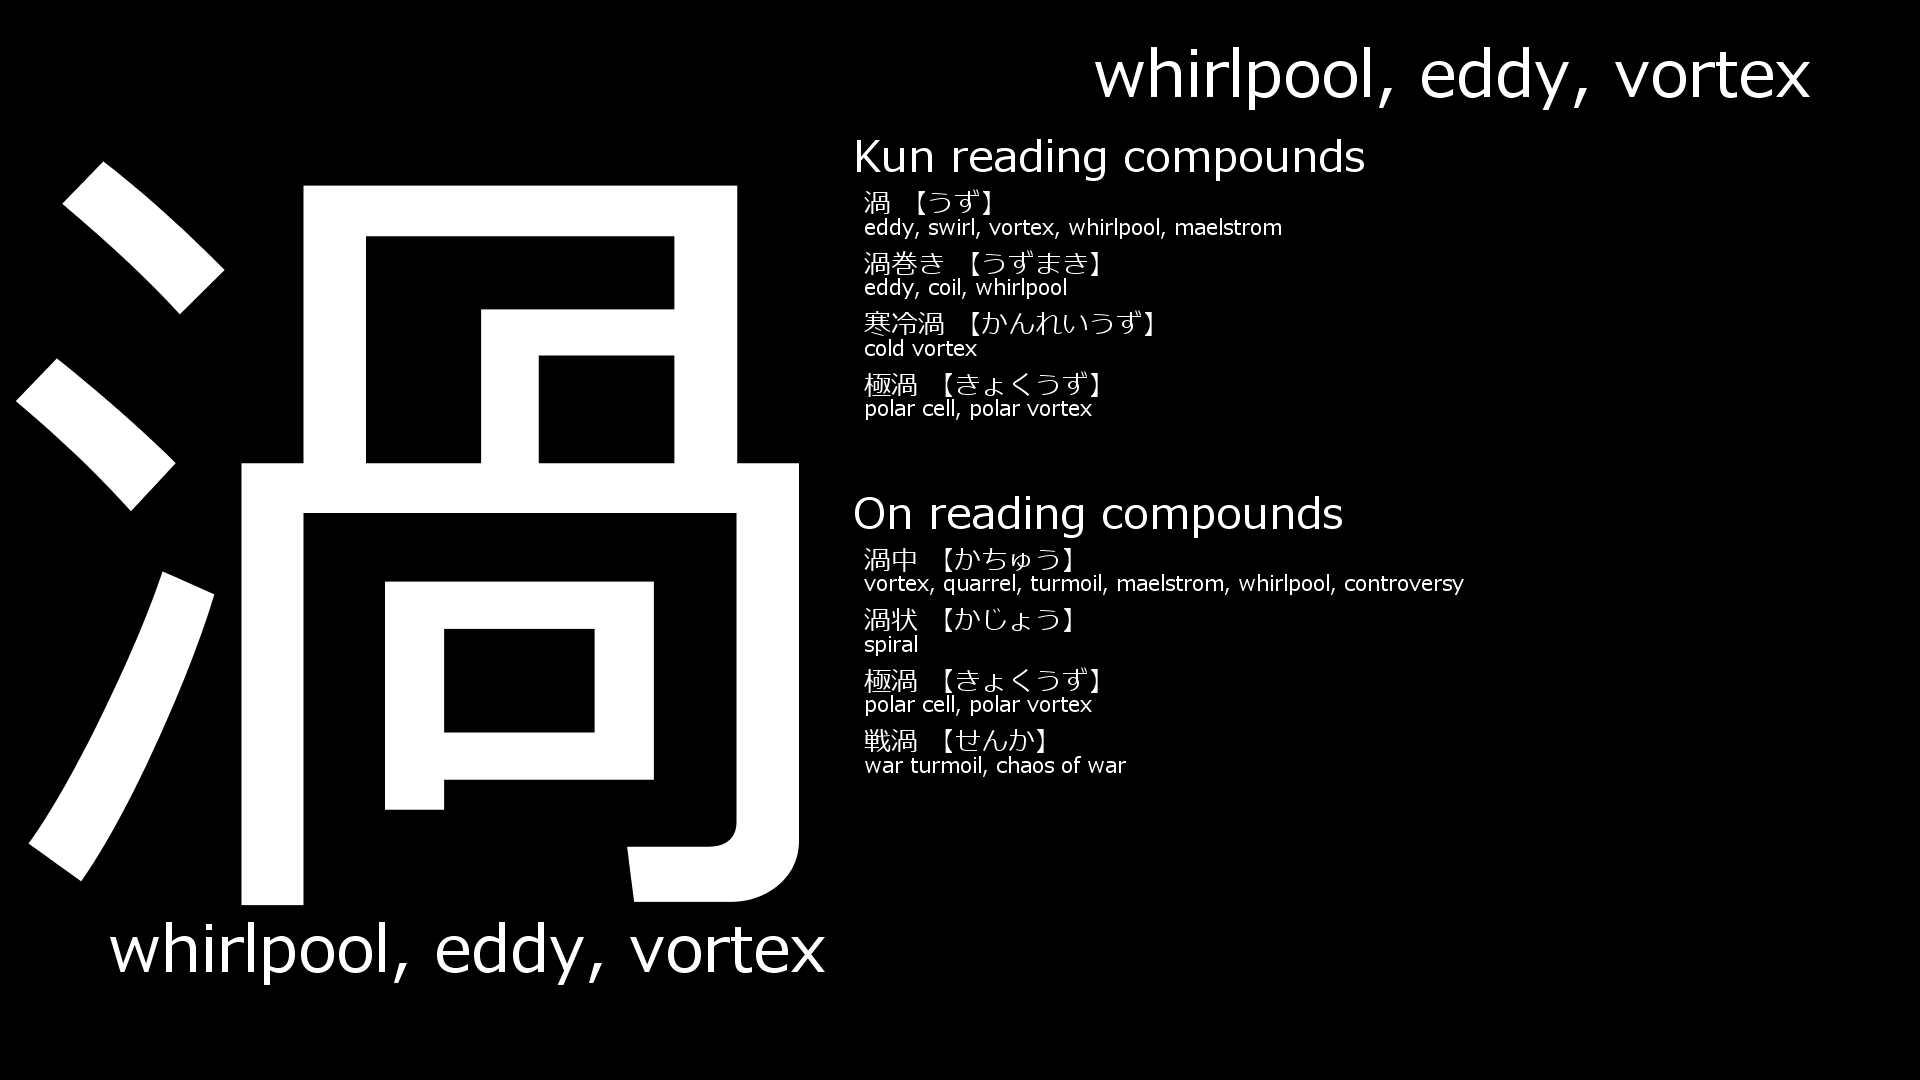 whirlpool, eddy, vortex
渦
whirlpool, eddy, vortex
Kun reading compounds
渦 【うず】
eddy, swirl, vortex, whirlpool, maelstrom
渦巻き 【うずまき】
eddy, coil, whirlpool
寒冷渦 【かんれいうず】
cold vortex
極渦 【きょくうず】
polar cell, polar vortex
On reading compounds
渦中 【かちゅう】
vortex, quarrel, turmoil, maelstrom, whirlpool, controversy
渦状 【かじょう】
spiral
極渦 【きょくうず】
polar cell, polar vortex
戦渦 【せんか】
war turmoil, chaos of war